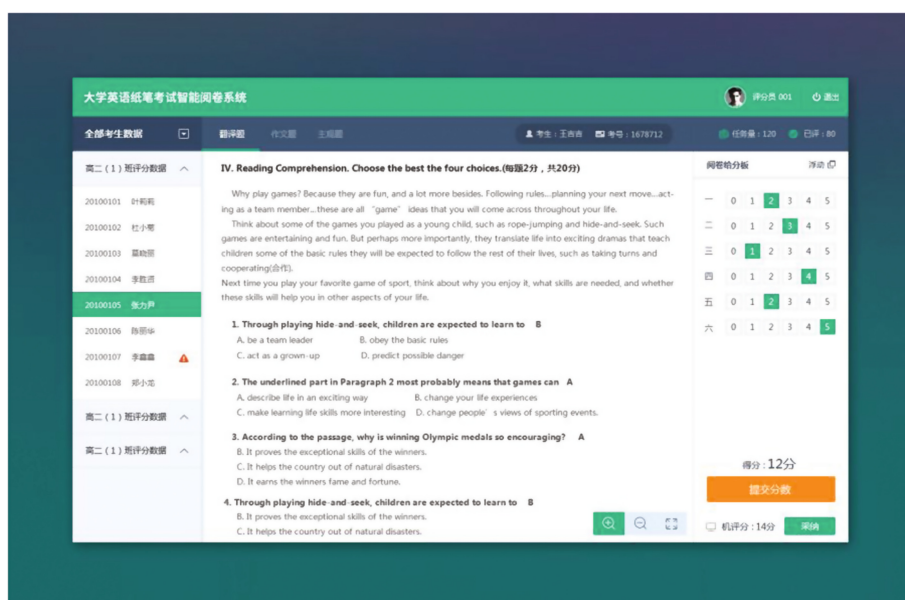 大学英语纸笔考试智能阅卷系统
评分员 001
退出
全部考生数据
翻译题
作文题
主观题
考生：王吉吉
考号：1678712
任务量：120
已评：80
高二（1）班评分数据
20100101 叶莉莉
20100102 杜小菊
20100103 葛晓丽
20100104 李胜贤
20100105 张力尹
20100106 陈丽华
20100107 李鑫鑫
20100108 郑小龙
高二（1）班评分数据
高二（1）班评分数据
IV. Reading Comprehension. Choose the best the four choices.(每题2分，共20分)
Why play games? Because they are fun, and a lot more besides. Following rules...planning your next move...act-
ing as a team member...these are all "game" ideas that you will come across throughout your life.
Think about some of the games you played as a young child, such as rope-jumping and hide-and-seek. Such
games are entertaining and fun. But perhaps more importantly, they translate life into exciting dramas that teach
children some of the basic rules they will be expected to follow the rest of their lives, such as taking turns and
cooperating(合作).
Next time you play your favorite game of sport, think about why you enjoy it, what skills are needed, and whether
these skills will help you in other aspects of your life.
1. Through playing hide-and-seek, children are expected to learn to B
A. be a team leader B. obey the basic rules
C. act as a grown-up D. predict possible danger
2. The underlined part in Paragraph 2 most probably means that games can A
A. describe life in an exciting way B. change your life experiences
C. make learning life skills more interesting D. change people's views of sporting events.
3. According to the passage, why is winning Olympic medals so encouraging? A
B. It proves the exceptional skills of the winners.
C. It helps the country out of natural disasters.
D. It earns the winners fame and fortune.
4. Through playing hide-and-seek, children are expected to learn to B
B. It proves the exceptional skills of the winners.
C. It helps the country out of natural disasters.
阅卷给分板
浮动
一 0 1 2 3 4 5
二 0 1 2 3 4 5
三 0 1 2 3 4 5
四 0 1 2 3 4 5
五 0 1 2 3 4 5
六 0 1 2 3 4 5
得分：12分
提交分数
机评分：14分
采纳